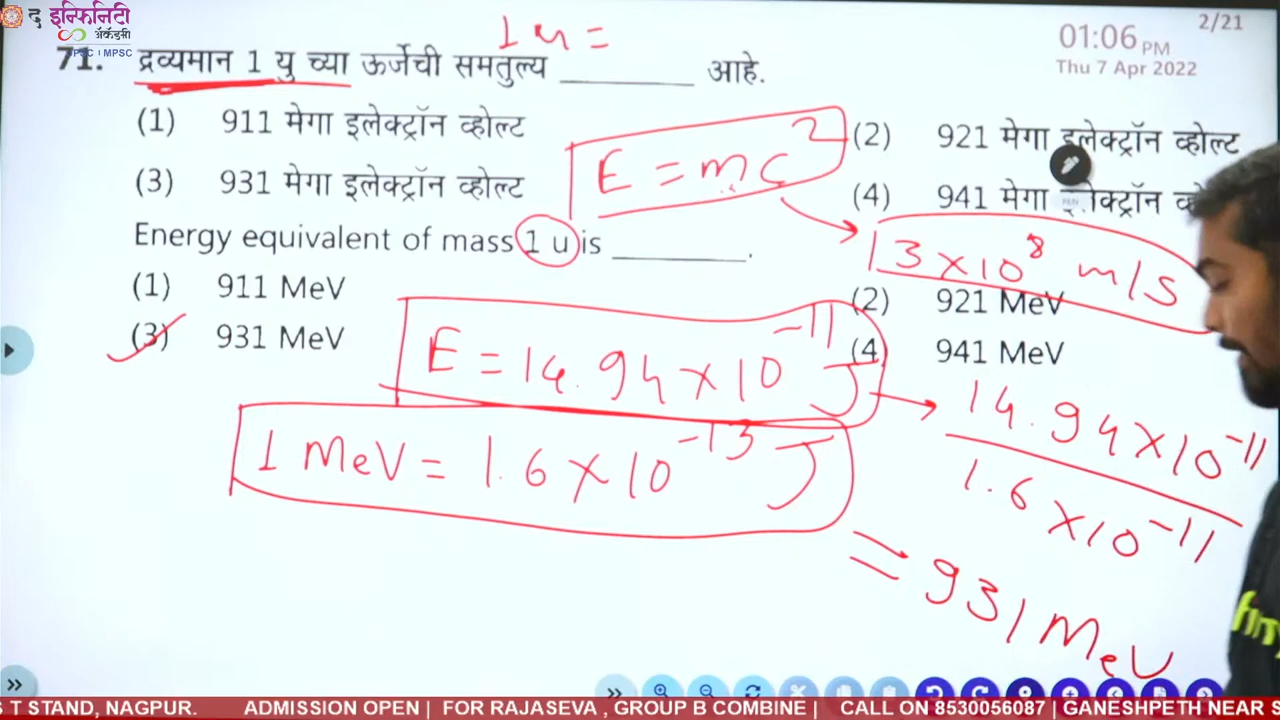 द इन्फिनिटी
अ‍ॅकॅडमी
PSC । MPSC
2/21
01:06 PM
Thu 7 Apr 2022
1 u =
71. द्रव्यमान 1 यु च्या ऊर्जेची समतुल्य ________ आहे.
(1) 911 मेगा इलेक्ट्रॉन व्होल्ट
(2) 921 मेगा इलेक्ट्रॉन व्होल्ट
(3) 931 मेगा इलेक्ट्रॉन व्होल्ट
(4) 941 मेगा
E = mc²
Energy equivalent of mass 1 u is ________.
3×10⁸ m/s
(1) 911 MeV
(2) 921 MeV
(3) 931 MeV
(4) 941 MeV
E = 14.94×10⁻¹¹ J
14.94×10⁻¹¹
1.6×10⁻¹¹
1 MeV = 1.6×10⁻¹³ J
= 931 MeV
T STAND, NAGPUR. ADMISSION OPEN | FOR RAJASEVA , GROUP B COMBINE | CALL ON 8530056087 | GANESHPETH NEAR S